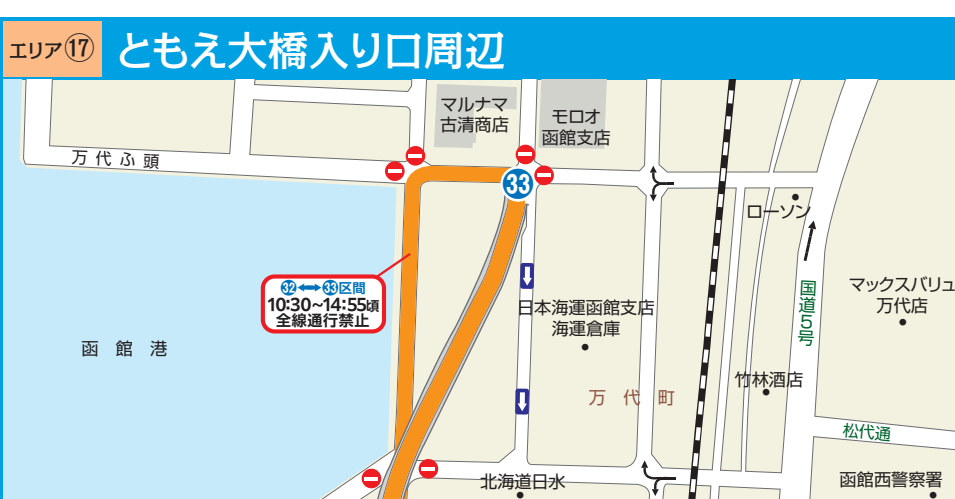 エリア⑰ ともえ大橋入り口周辺
マルナマ
古清商店
モロオ
函館支店
万代ふ頭
33
ローソン
㉜⟷㉝区間
10:30~14:55頃
全線通行禁止
日本海運函館支店
海運倉庫
国道5号
マックスバリュ
万代店
函館港
竹林酒店
万代町
松代通
北海道日水
函館西警察署